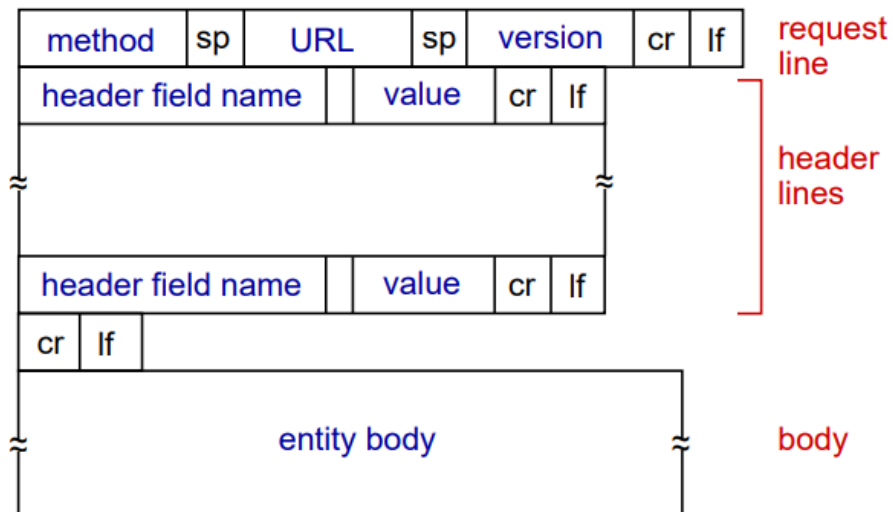 method sp URL sp version cr lf request line
header field name value cr lf
header lines
header field name value cr lf
cr lf
entity body body